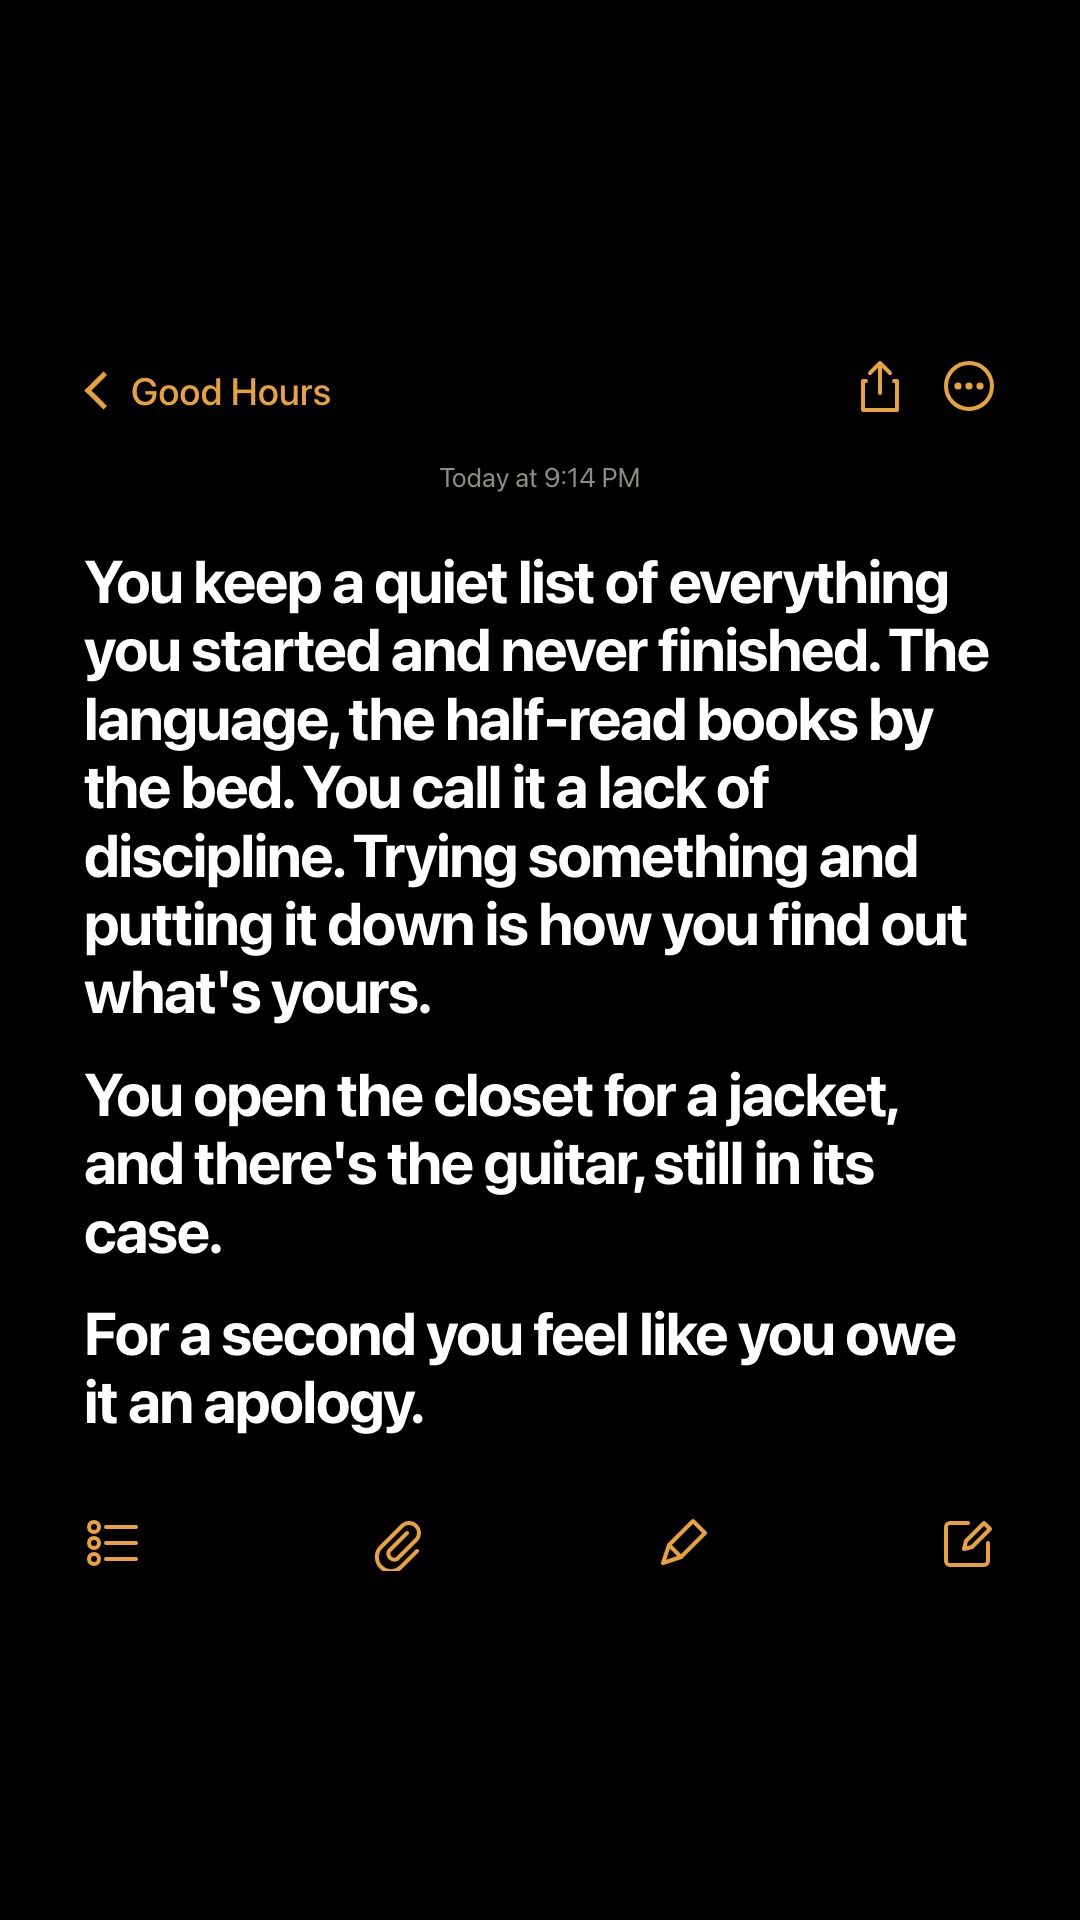 Good Hours
Today at 9:14 PM
You keep a quiet list of everything
you started and never finished. The
language, the half-read books by
the bed. You call it a lack of
discipline. Trying something and
putting it down is how you find out
what's yours.
You open the closet for a jacket,
and there's the guitar, still in its
case.
For a second you feel like you owe
it an apology.